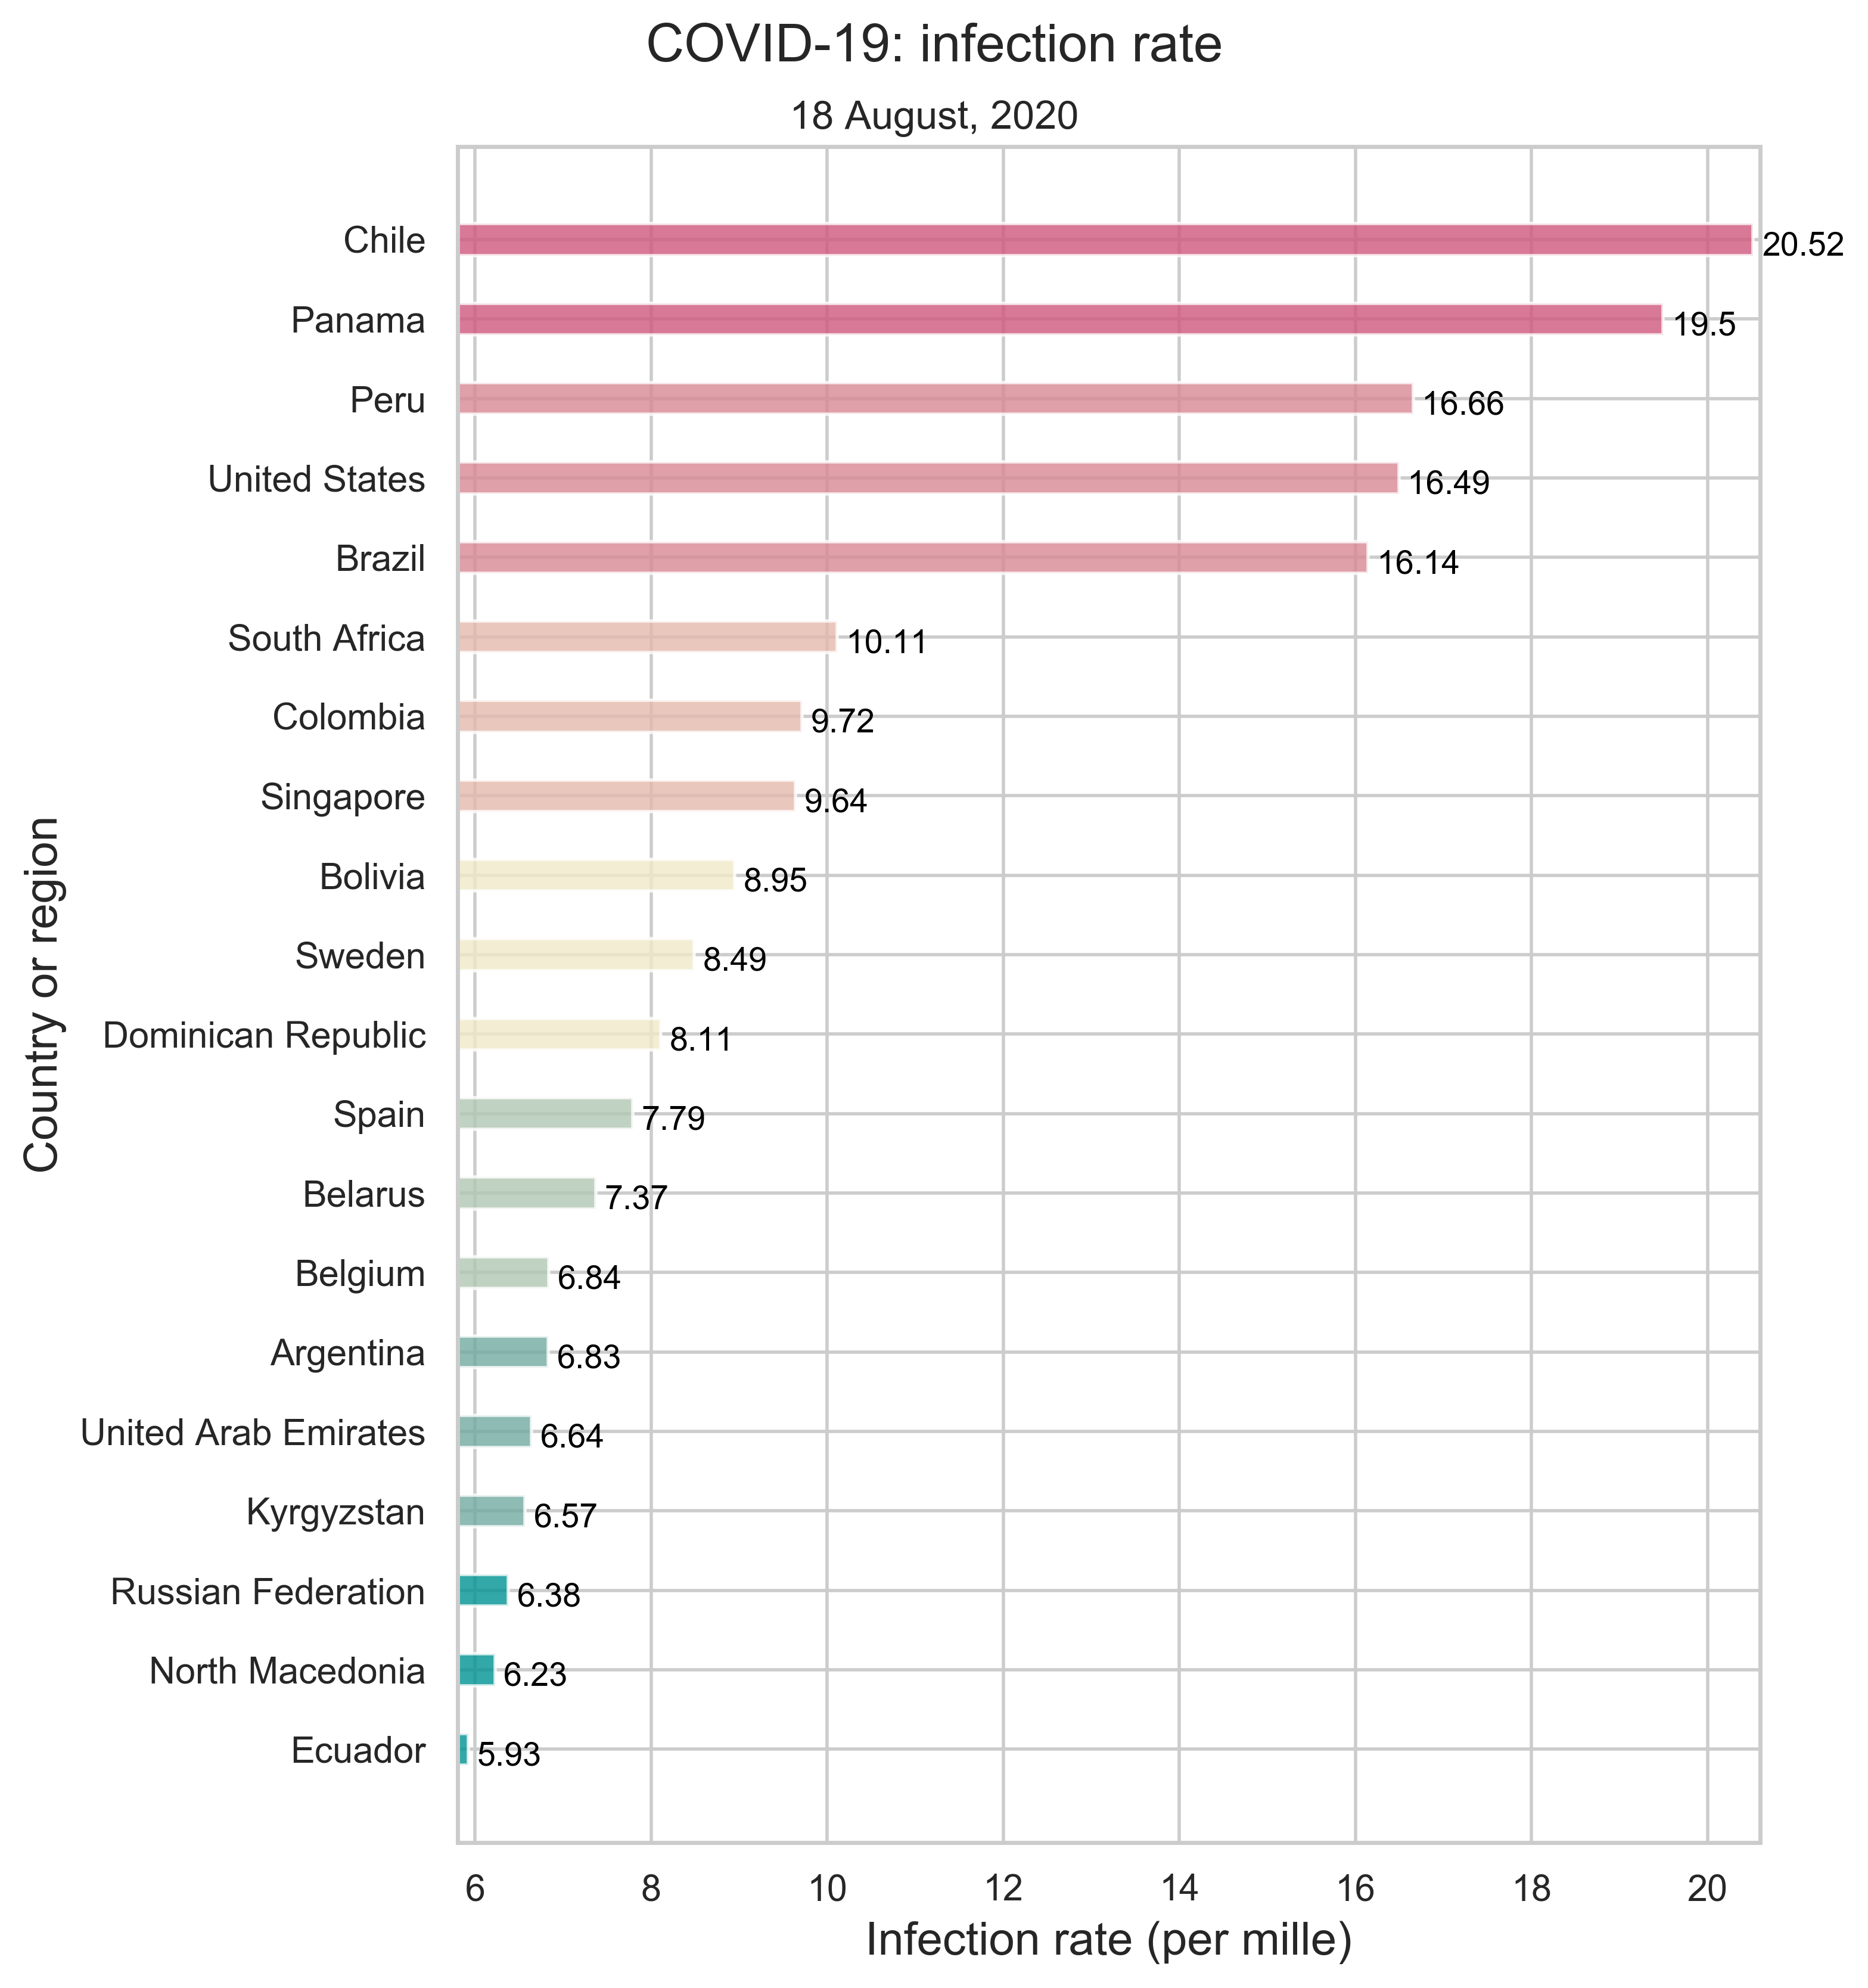 COVID-19: infection rate
18 August, 2020
Chile 20.52
Panama 19.5
Peru 16.66
United States 16.49
Brazil 16.14
South Africa 10.11
Colombia 9.72
Singapore 9.64
Bolivia 8.95
Sweden 8.49
Dominican Republic 8.11
Spain 7.79
Belarus 7.37
Belgium 6.84
Argentina 6.83
United Arab Emirates 6.64
Kyrgyzstan 6.57
Russian Federation 6.38
North Macedonia 6.23
Ecuador 5.93
Country or region
6 8 10 12 14 16 18 20
Infection rate (per mille)